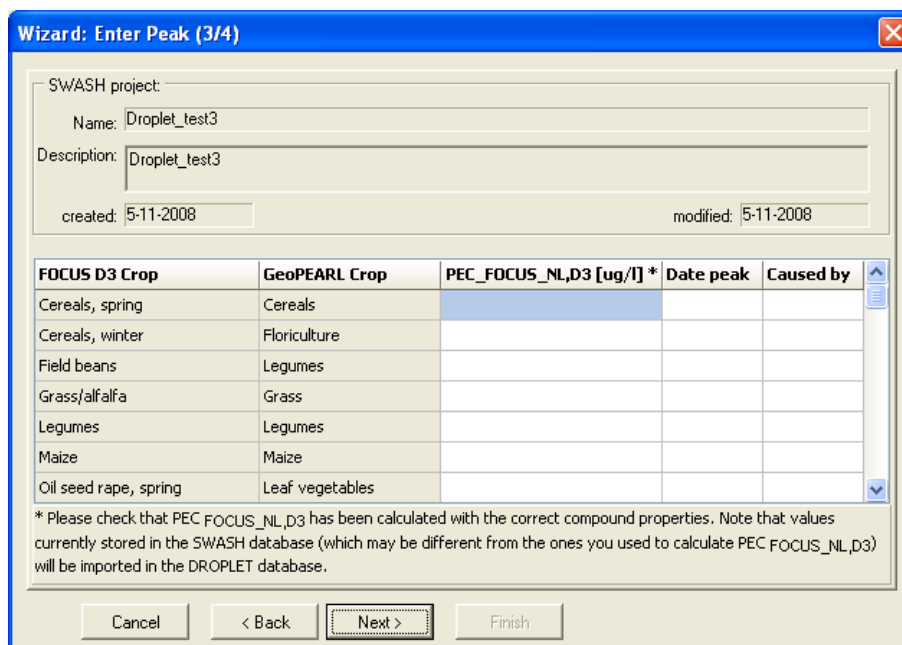 Wizard: Enter Peak (3/4)
SWASH project:
Name: Droplet_test3
Description: Droplet_test3
created: 5-11-2008 modified: 5-11-2008
FOCUS D3 Crop GeoPEARL Crop PEC_FOCUS_NL,D3 [ug/l] * Date peak Caused by
Cereals, spring Cereals
Cereals, winter Floriculture
Field beans Legumes
Grass/alfalfa Grass
Legumes Legumes
Maize Maize
Oil seed rape, spring Leaf vegetables
* Please check that PEC FOCUS_NL,D3 has been calculated with the correct compound properties. Note that values
currently stored in the SWASH database (which may be different from the ones you used to calculate PEC FOCUS_NL,D3)
will be imported in the DROPLET database.
Cancel < Back Next > Finish